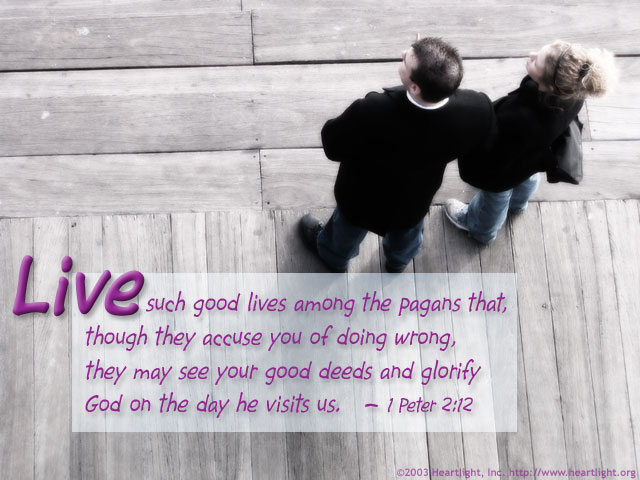 Live such good lives among the pagans that,
though they accuse you of doing wrong,
they may see your good deeds and glorify
God on the day he visits us. – 1 Peter 2:12
©2003 Heartlight, Inc. http://www.heartlight.org